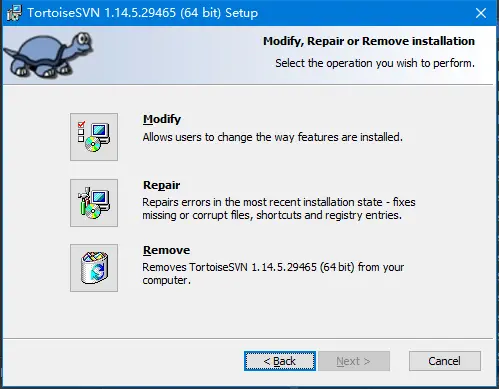 TortoiseSVN 1.14.5.29465 (64 bit) Setup
Modify, Repair or Remove installation
Select the operation you wish to perform.
Modify
Allows users to change the way features are installed.
Repair
Repairs errors in the most recent installation state - fixes
missing or corrupt files, shortcuts and registry entries.
Remove
Removes TortoiseSVN 1.14.5.29465 (64 bit) from your
computer.
< Back
Next >
Cancel